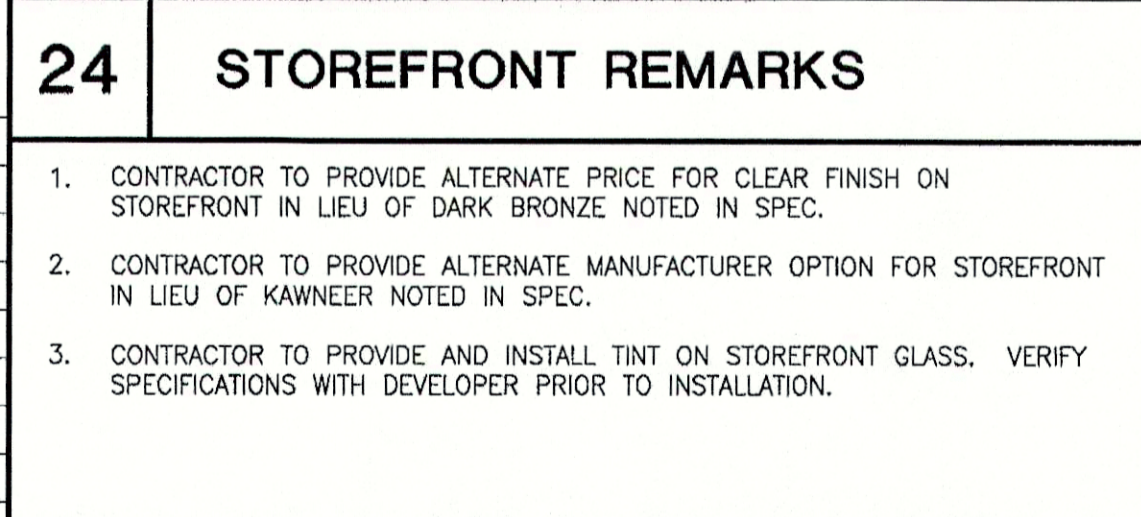 24 STOREFRONT REMARKS
1. CONTRACTOR TO PROVIDE ALTERNATE PRICE FOR CLEAR FINISH ON
STOREFRONT IN LIEU OF DARK BRONZE NOTED IN SPEC.
2. CONTRACTOR TO PROVIDE ALTERNATE MANUFACTURER OPTION FOR STOREFRONT
IN LIEU OF KAWNEER NOTED IN SPEC.
3. CONTRACTOR TO PROVIDE AND INSTALL TINT ON STOREFRONT GLASS. VERIFY
SPECIFICATIONS WITH DEVELOPER PRIOR TO INSTALLATION.